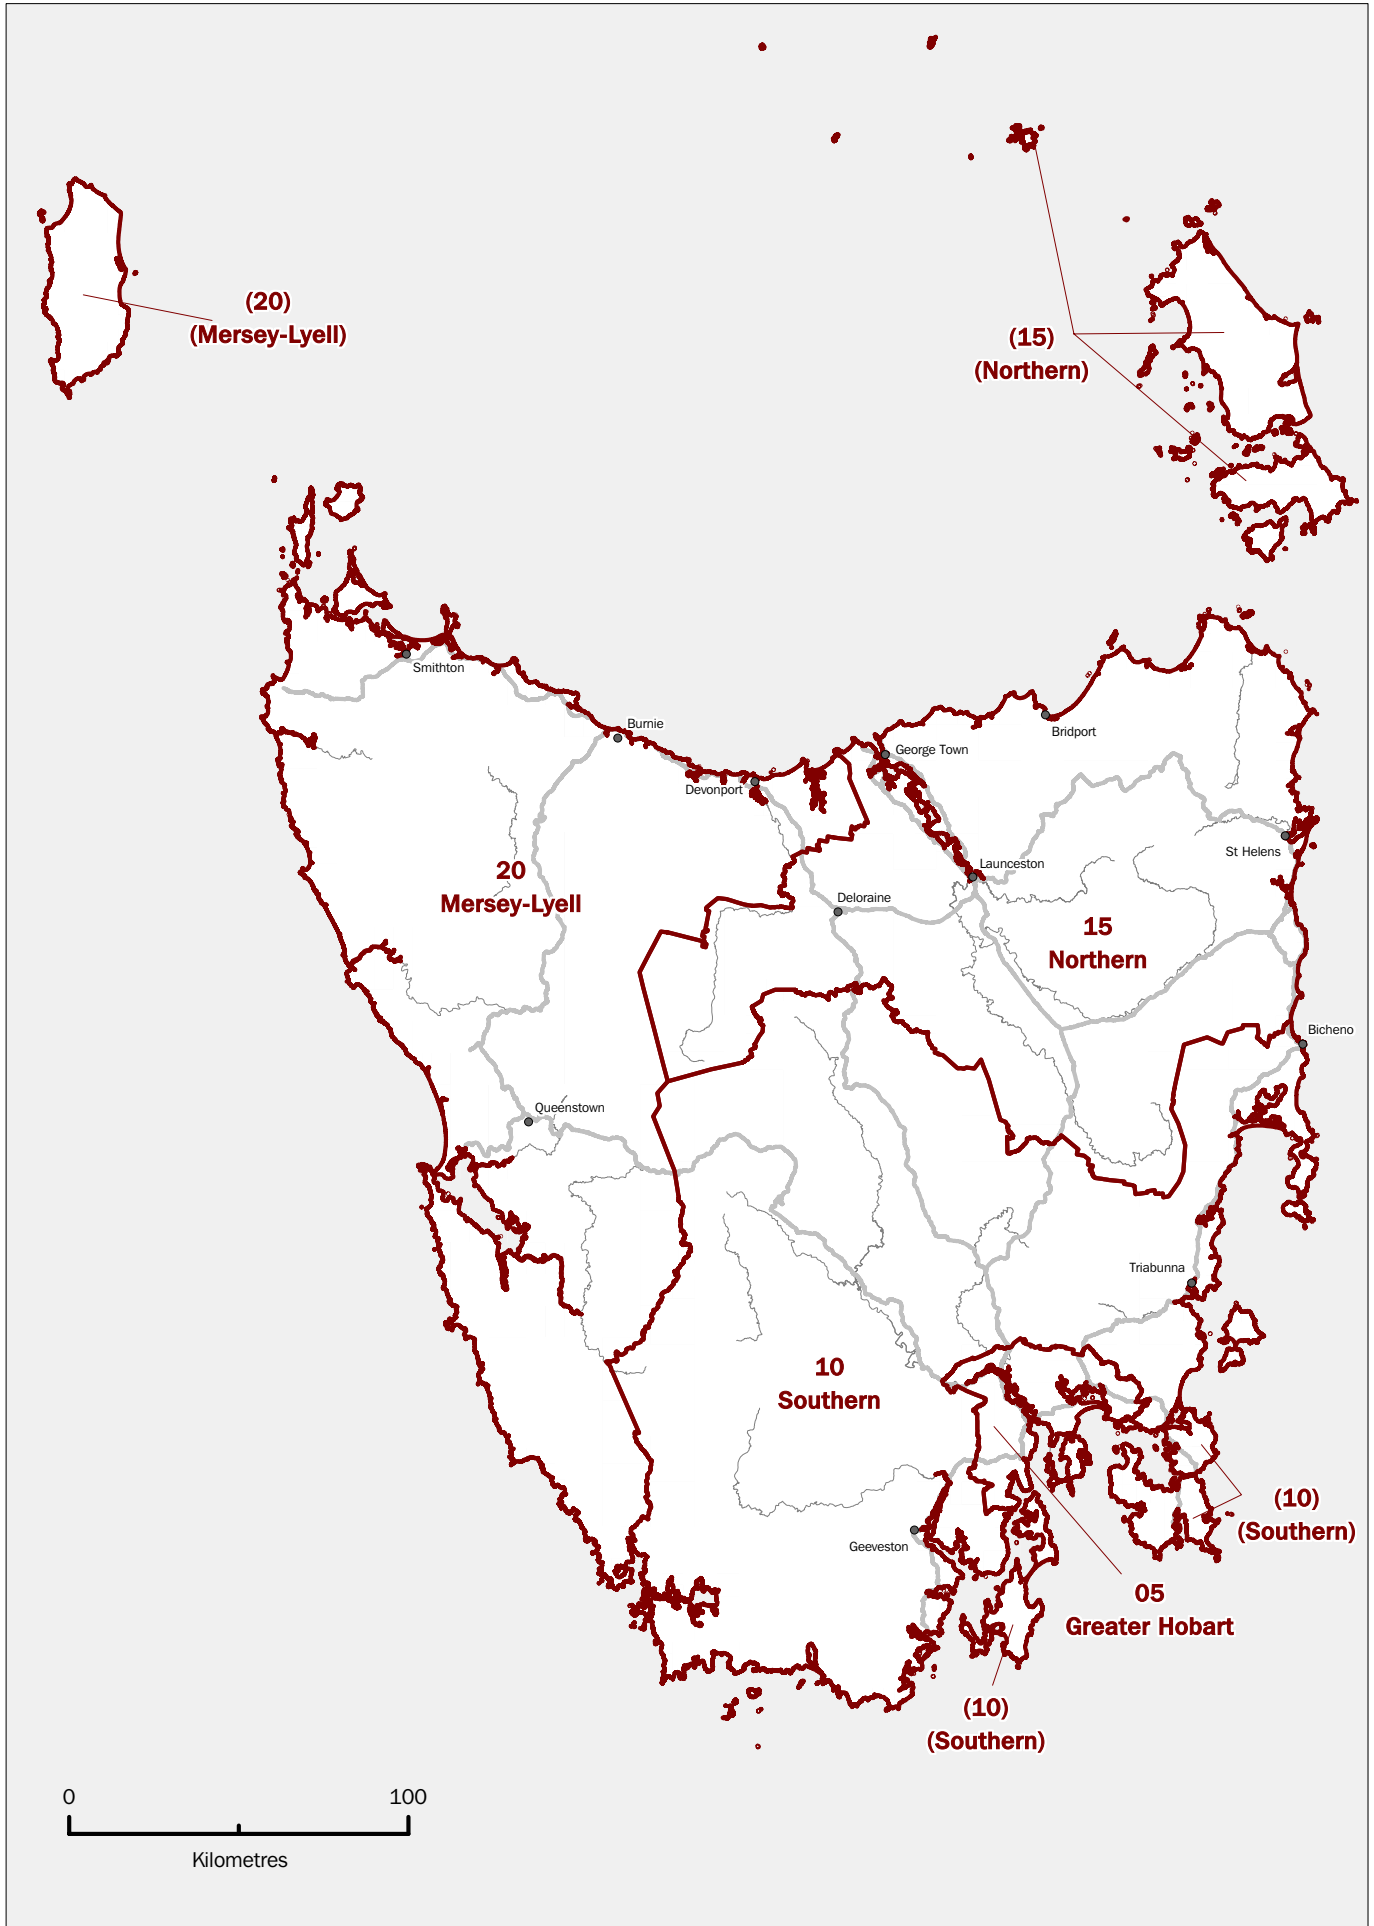 (20)
(Mersey-Lyell)
(15)
(Northern)
Smithton
Burnie
Bridport
George Town
Devonport
St Helens
Launceston
20
Mersey-Lyell
Deloraine
15
Northern
Bicheno
Queenstown
Triabunna
10
Southern
(10)
(Southern)
Geeveston
05
Greater Hobart
(10)
(Southern)
0 100
Kilometres